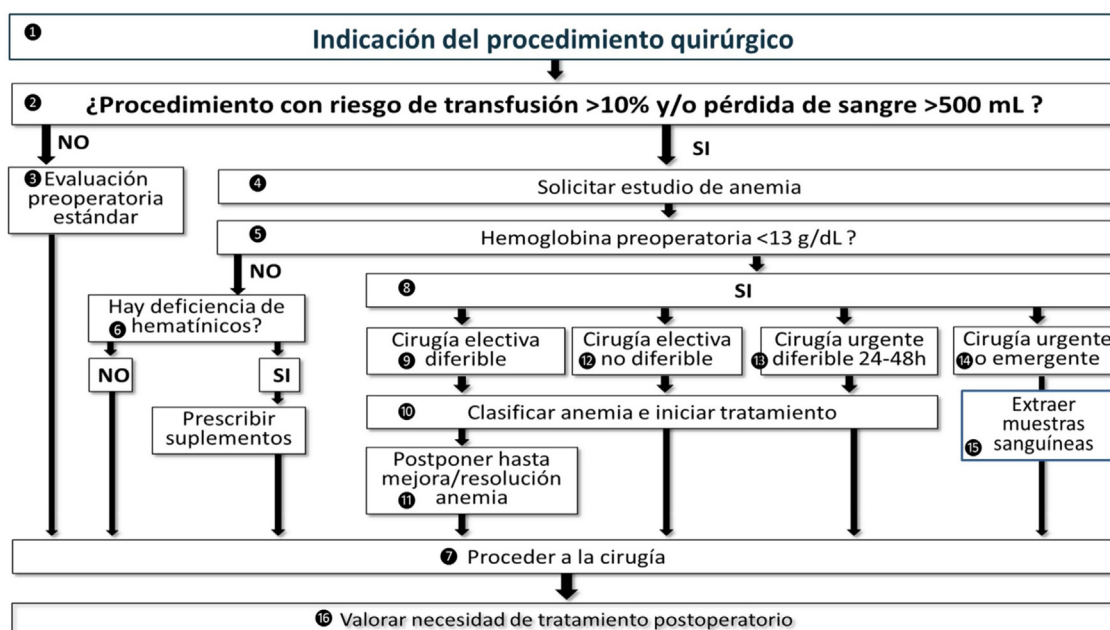 ❶ Indicación del procedimiento quirúrgico
❷ ¿Procedimiento con riesgo de transfusión >10% y/o pérdida de sangre >500 mL ?
NO
SI
❸ Evaluación
preoperatoria
estándar
❹ Solicitar estudio de anemia
❺ Hemoglobina preoperatoria <13 g/dL ?
NO
❽ SI
Hay deficiencia de
❻ hematínicos?
NO
SI
Prescribir
suplementos
Cirugía electiva
❾ diferible
Cirugía electiva
⓬ no diferible
Cirugía urgente
⓭ diferible 24-48h
Cirugía urgente
⓮ o emergente
❿ Clasificar anemia e iniciar tratamiento
Postponer hasta
mejora/resolución
⓫ anemia
Extraer
muestras
⓯ sanguíneas
❼ Proceder a la cirugía
⓰ Valorar necesidad de tratamiento postoperatorio